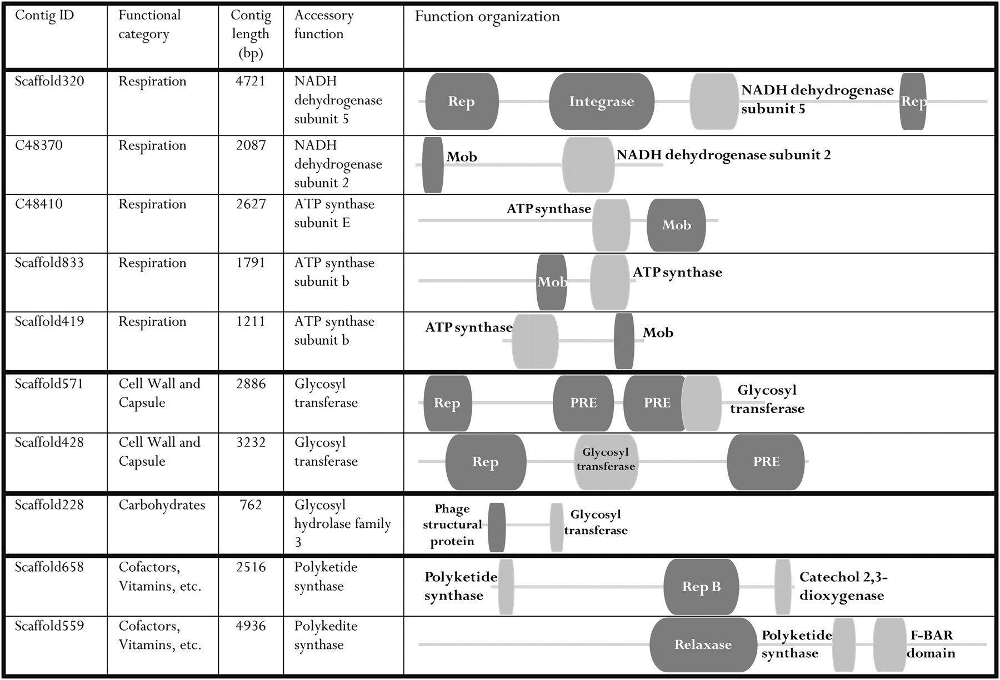 Contig ID
Functional
category
Contig
length
(bp)
Accessory
function
Function organization
Scaffold320
Respiration
4721
NADH
dehydrogenase
subunit 5
Rep
Integrase
NADH dehydrogenase
subunit 5
Rep
C48370
Respiration
2087
NADH
dehydrogenase
subunit 2
Mob
NADH dehydrogenase subunit 2
C48410
Respiration
2627
ATP synthase
subunit E
ATP synthase
Mob
Scaffold833
Respiration
1791
ATP synthase
subunit b
Mob
ATP synthase
Scaffold419
Respiration
1211
ATP synthase
subunit b
ATP synthase
Mob
Scaffold571
Cell Wall and
Capsule
2886
Glycosyl
transferase
Rep
PRE
PRE
Glycosyl
transferase
Scaffold428
Cell Wall and
Capsule
3232
Glycosyl
transferase
Rep
Glycosyl
transferase
PRE
Scaffold228
Carbohydrates
762
Glycosyl
hydrolase family
3
Phage
structural
protein
Glycosyl
transferase
Scaffold658
Cofactors,
Vitamins, etc.
2516
Polyketide
synthase
Polyketide
synthase
Rep B
Catechol 2,3-
dioxygenase
Scaffold559
Cofactors,
Vitamins, etc.
4936
Polykedite
synthase
Relaxase
Polyketide
synthase
F-BAR
domain